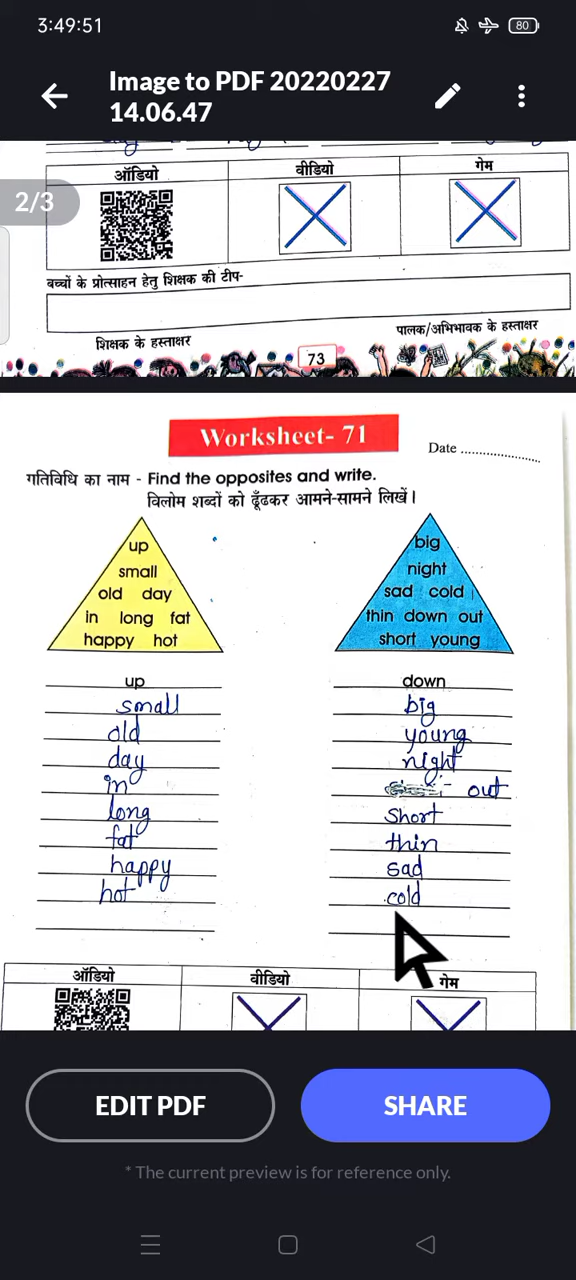 3:49:51
80
Image to PDF 20220227
14.06.47
2/3
ऑडियो वीडियो गेम
बच्चों के प्रोत्साहन हेतु शिक्षक की टीप-
शिक्षक के हस्ताक्षर पालक/अभिभावक के हस्ताक्षर
73
Worksheet- 71
Date
गतिविधि का नाम - Find the opposites and write.
विलोम शब्दों को ढूँढकर आमने-सामने लिखें।
up big
small night
old day sad cold
in long fat thin down out
happy hot short young
up down
small big
old young
day night
in out
long short
fat thin
happy sad
hot cold
ऑडियो वीडियो गेम
EDIT PDF SHARE
* The current preview is for reference only.